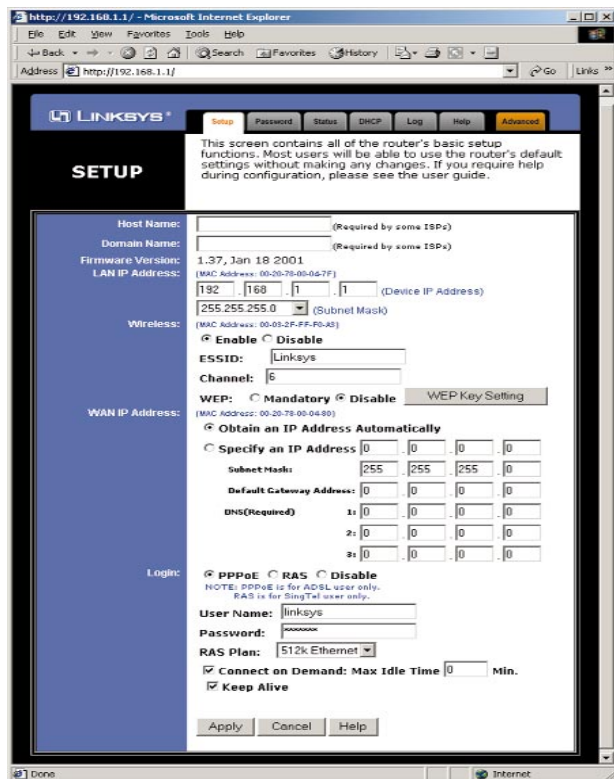 http://192.168.1.1/ - Microsoft Internet Explorer
File Edit View Favorites Tools Help
Back Search Favorites History
Address http://192.168.1.1/ Go Links »
LINKSYS® Setup Password Status DHCP Log Help Advanced
SETUP
This screen contains all of the router's basic setup
functions. Most users will be able to use the router's default
settings without making any changes. If you require help
during configuration, please see the user guide.
Host Name: (Required by some ISPs)
Domain Name: (Required by some ISPs)
Firmware Version: 1.37, Jan 18 2001
LAN IP Address: (MAC Address: 00-20-78-00-04-7F)
192 . 168 . 1 . 1 (Device IP Address)
255.255.255.0 (Subnet Mask)
Wireless: (MAC Address: 00-03-2F-FF-F0-A3)
Enable Disable
ESSID: Linksys
Channel: 6
WEP: Mandatory Disable WEP Key Setting
WAN IP Address: (MAC Address: 00-20-78-00-04-80)
Obtain an IP Address Automatically
Specify an IP Address 0 . 0 . 0 . 0
Subnet Mask: 255 . 255 . 255 . 0
Default Gateway Address: 0 . 0 . 0 . 0
DNS(Required) 1: 0 . 0 . 0 . 0
2: 0 . 0 . 0 . 0
3: 0 . 0 . 0 . 0
Login: PPPoE RAS Disable
NOTE: PPPoE is for ADSL user only.
RAS is for SingTel user only.
User Name: linksys
Password: *******
RAS Plan: 512k Ethernet
Connect on Demand: Max Idle Time 0 Min.
Keep Alive
Apply Cancel Help
Done Internet